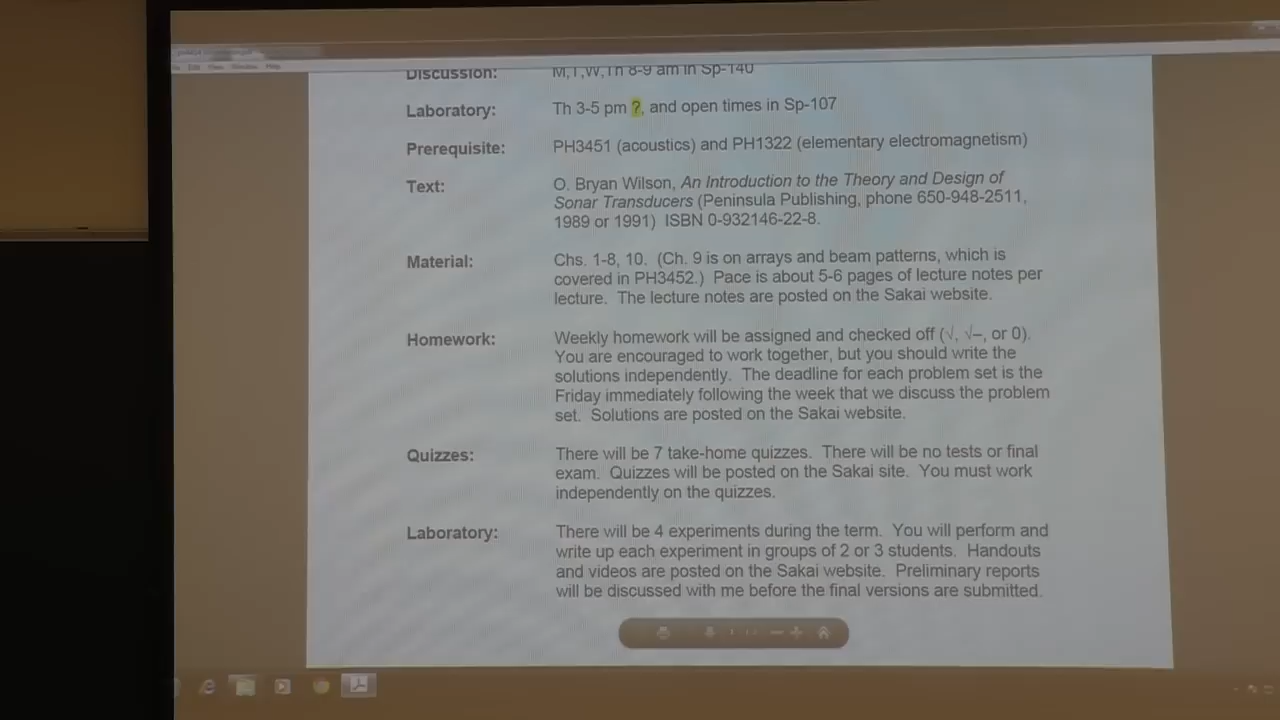 Discussion: M,T,W,Th 8-9 am in Sp-140
Laboratory: Th 3-5 pm ?, and open times in Sp-107
Prerequisite: PH3451 (acoustics) and PH1322 (elementary electromagnetism)
Text: O. Bryan Wilson, An Introduction to the Theory and Design of
Sonar Transducers (Peninsula Publishing, phone 650-948-2511,
1989 or 1991) ISBN 0-932146-22-8.
Material: Chs. 1-8, 10. (Ch. 9 is on arrays and beam patterns, which is
covered in PH3452.) Pace is about 5-6 pages of lecture notes per
lecture. The lecture notes are posted on the Sakai website.
Homework: Weekly homework will be assigned and checked off (√, √–, or 0).
You are encouraged to work together, but you should write the
solutions independently. The deadline for each problem set is the
Friday immediately following the week that we discuss the problem
set. Solutions are posted on the Sakai website.
Quizzes: There will be 7 take-home quizzes. There will be no tests or final
exam. Quizzes will be posted on the Sakai site. You must work
independently on the quizzes.
Laboratory: There will be 4 experiments during the term. You will perform and
write up each experiment in groups of 2 or 3 students. Handouts
and videos are posted on the Sakai website. Preliminary reports
will be discussed with me before the final versions are submitted.